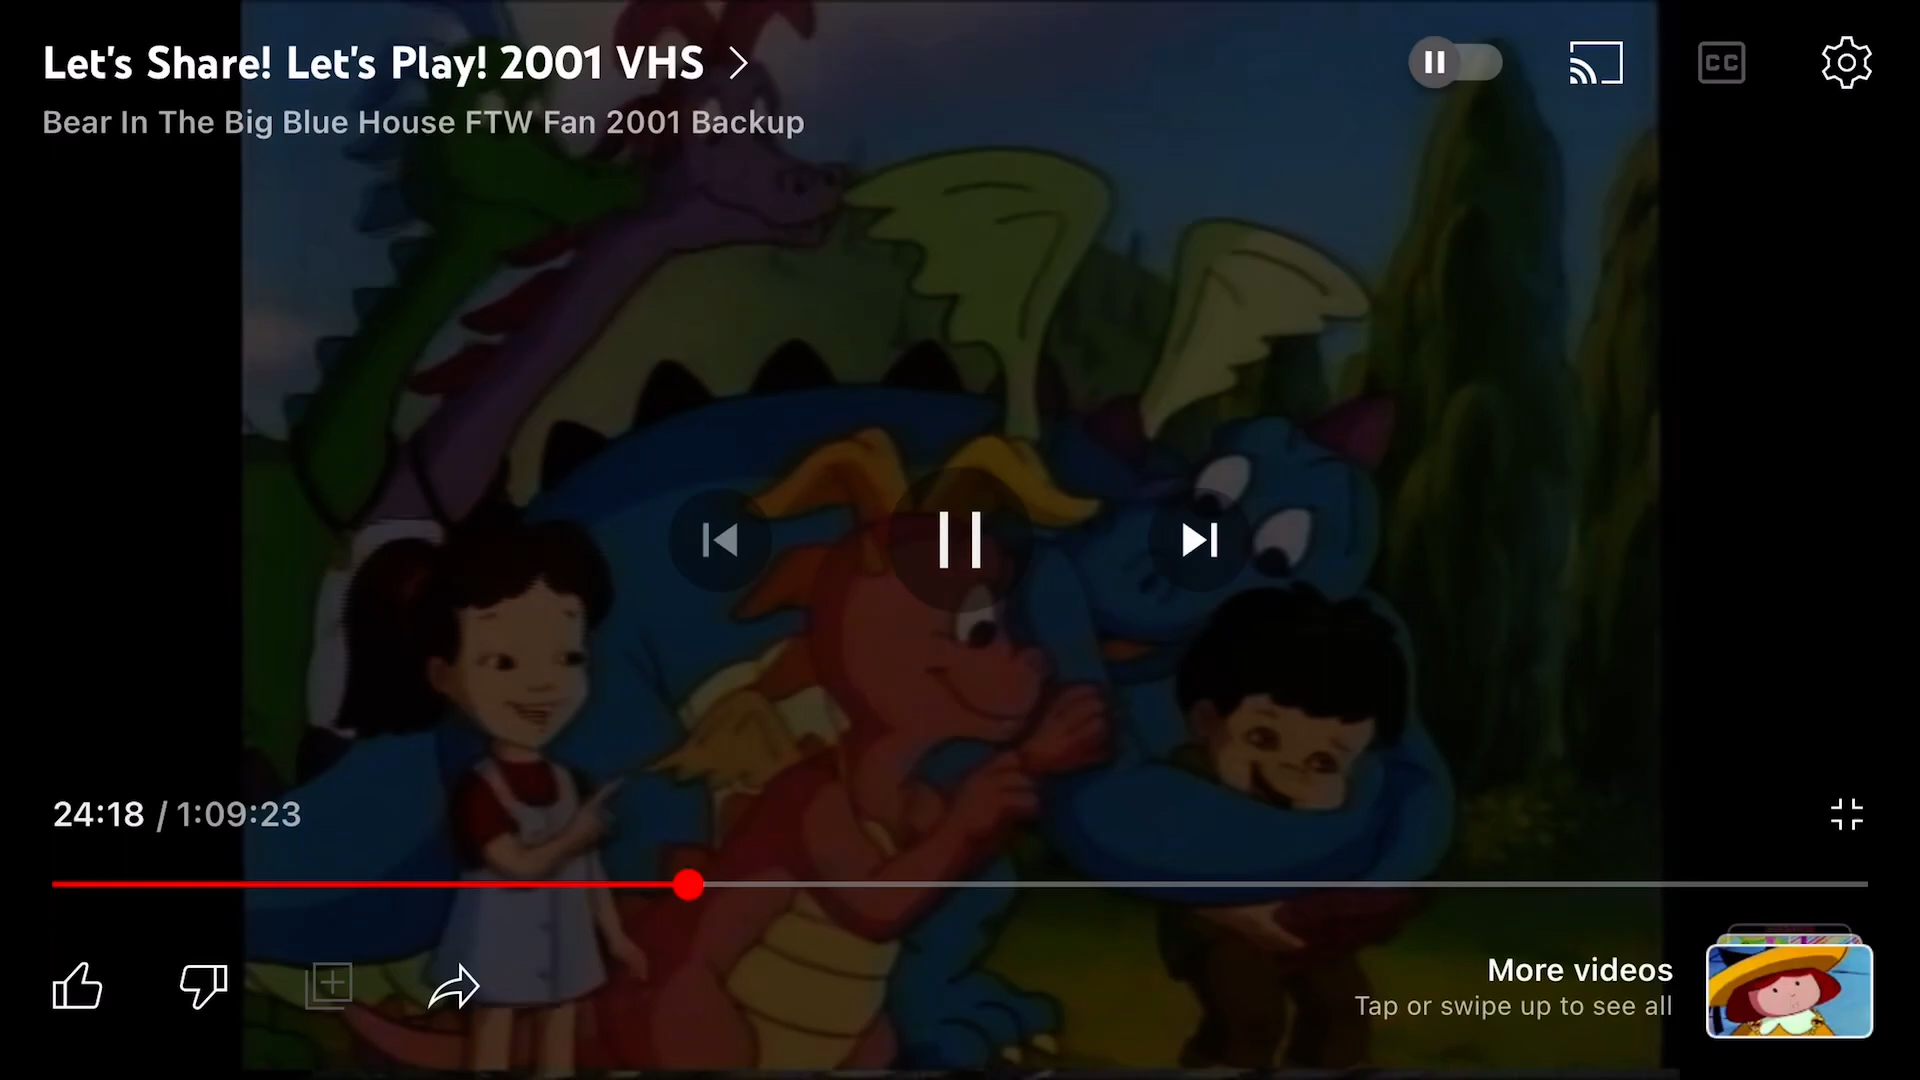 Let's Share! Let's Play! 2001 VHS
Bear In The Big Blue House FTW Fan 2001 Backup
CC
24:18 / 1:09:23
More videos
Tap or swipe up to see all